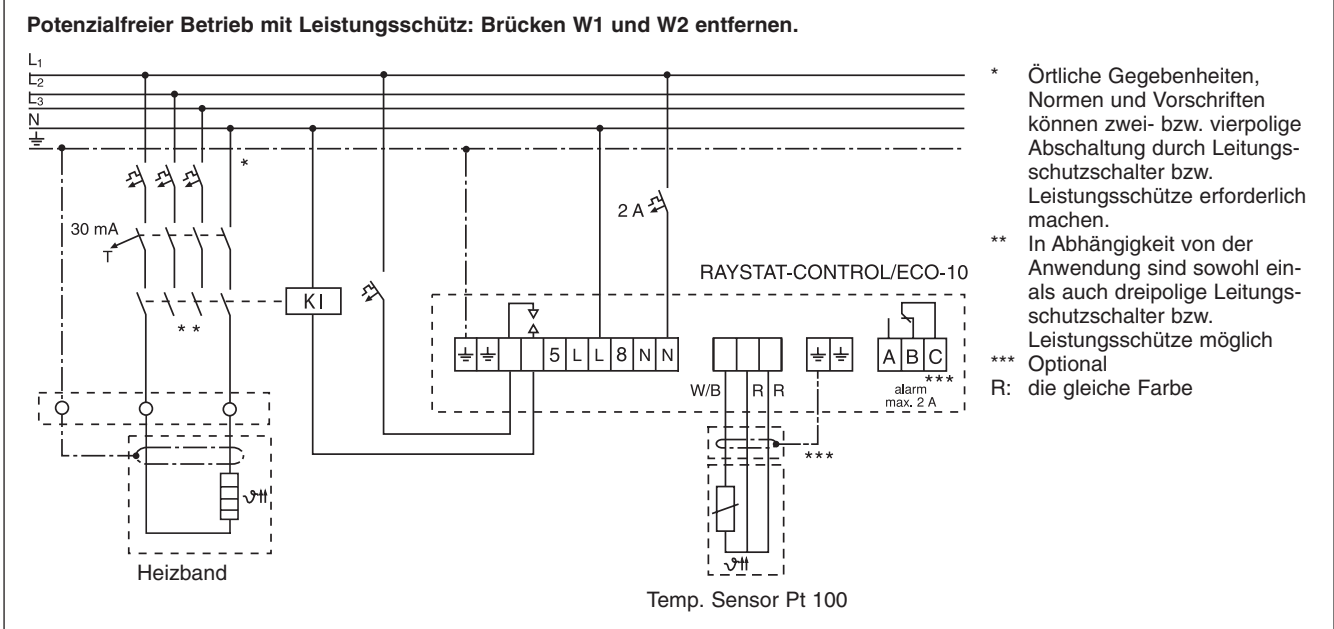 Potenzialfreier Betrieb mit Leistungsschütz: Brücken W1 und W2 entfernen.
L1
L2
L3
N
*
30 mA
T
* *
KI
2 A
RAYSTAT-CONTROL/ECO-10
5 L L 8 N N
A B C
W/B R R
***
alarm
max. 2 A
***
Heizband
Temp. Sensor Pt 100
* Örtliche Gegebenheiten,
Normen und Vorschriften
können zwei- bzw. vierpolige
Abschaltung durch Leitungs-
schutzschalter bzw.
Leistungsschütze erforderlich
machen.
** In Abhängigkeit von der
Anwendung sind sowohl ein-
als auch dreipolige Leitungs-
schutzschalter bzw.
Leistungsschütze möglich
*** Optional
R: die gleiche Farbe